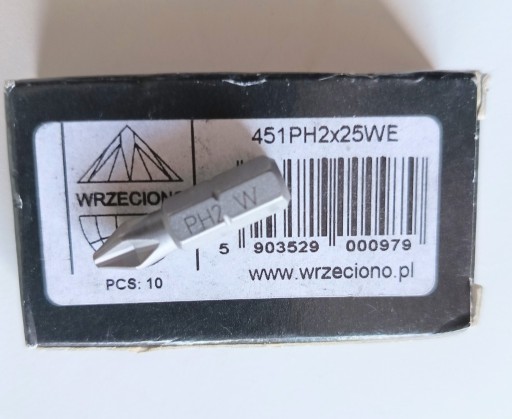 451PH2x25WE
WRZECIONO
PH2 W
5 903529 000979
www.wrzeciono.pl
PCS: 10